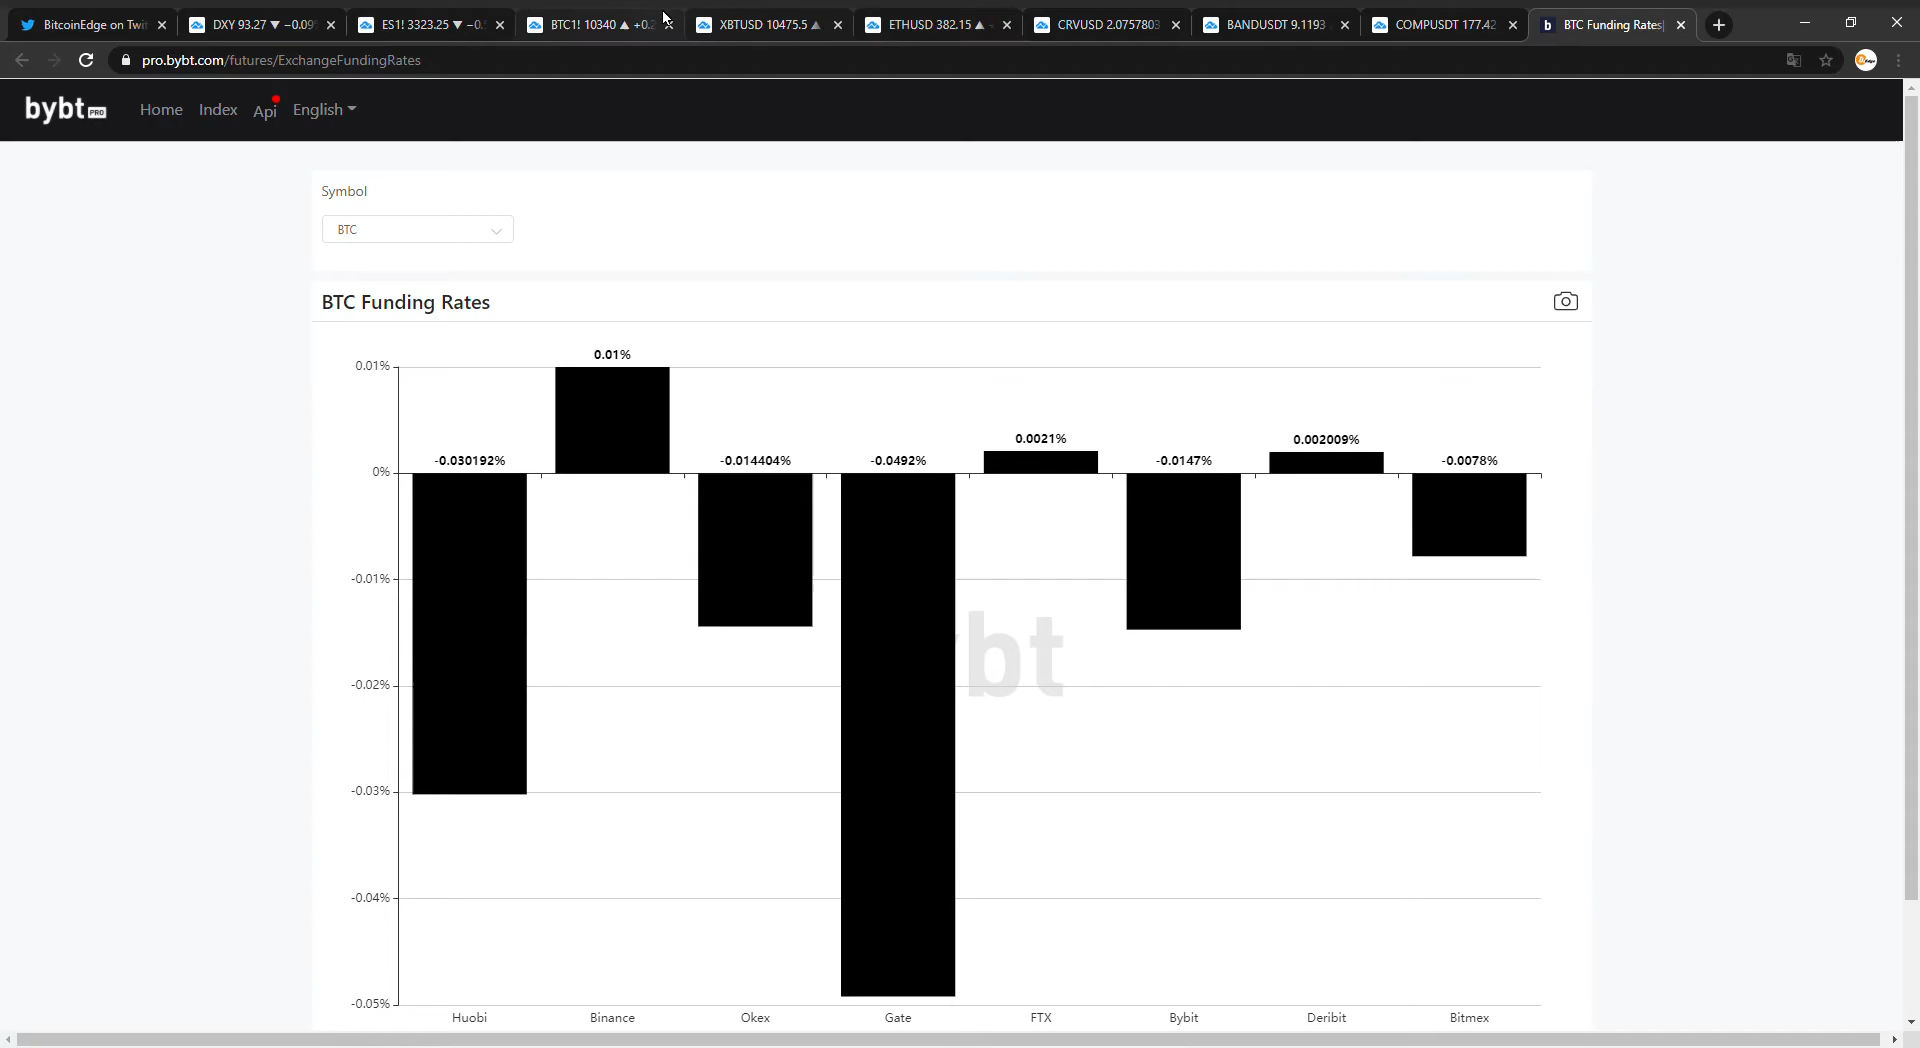 BitcoinEdge on Twit
DXY 93.27 ▼ −0.09
ES1! 3323.25 ▼ −0.
BTC1! 10340 ▲ +0.2
XBTUSD 10475.5 ▲
ETHUSD 382.15 ▲
CRVUSD 2.0757803
BANDUSDT 9.1193
COMPUSDT 177.42
BTC Funding Rates|
pro.bybt.com/futures/ExchangeFundingRates
bybt PRO
Home
Index
Api
English
Symbol
BTC
BTC Funding Rates
0.01%
0.01%
0.0021%
0.002009%
-0.030192%
-0.014404%
-0.0492%
-0.0147%
-0.0078%
0%
-0.01%
bt
-0.02%
-0.03%
-0.04%
-0.05%
Huobi
Binance
Okex
Gate
FTX
Bybit
Deribit
Bitmex